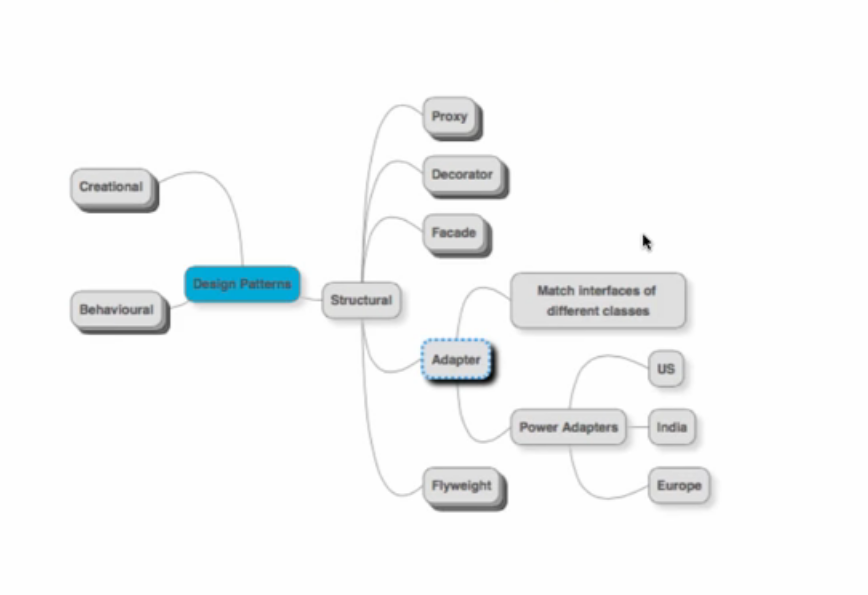 Proxy
Decorator
Creational
Facade
Design Patterns
Match interfaces of
different classes
Structural
Behavioural
Adapter
US
Power Adapters
India
Flyweight
Europe